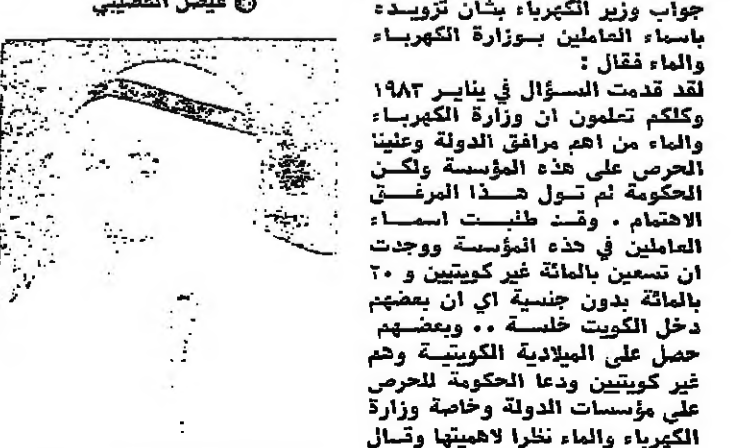 فيصل القضيبي
جواب وزير الكهرباء بشأن تزويده
باسماء العاملين بوزارة الكهرباء
والماء فقال :
لقد قدمت السؤال في يناير ١٩٨٣
وكلكم تعلمون ان وزارة الكهرباء
والماء من اهم مرافق الدولة وعلينا
الحرص على هذه المؤسسة ولكن
الحكومة لم تول هذا المرفق
الاهتمام . وقد طلبت اسماء
العاملين في هذه المؤسسة ووجدت
ان تسعين بالمائة غير كويتيين و ٢٠
بالمائة بدون جنسية اي ان بعضهم
دخل الكويت خلسة .. وبعضهم
حصل على الميلادية الكويتية وهم
غير كويتيين ودعا الحكومة للحرص
على مؤسسات الدولة وخاصة وزارة
الكهرباء والماء نظرا لاهميتها وقال